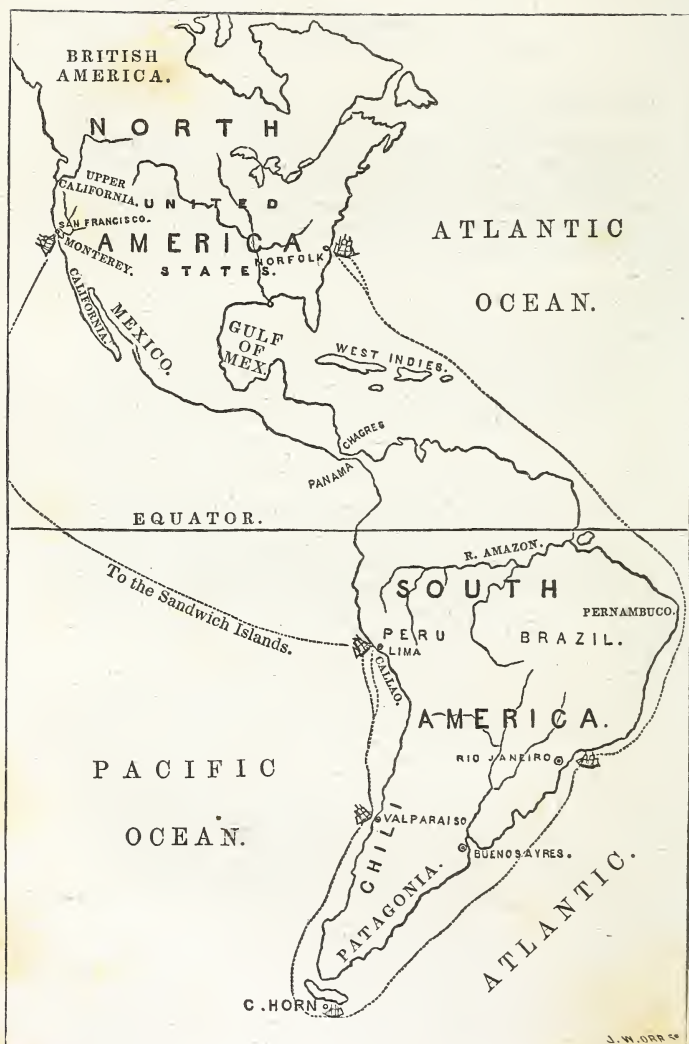 BRITISH
AMERICA.
NORTH
UPPER
CALIFORNIA.
UNITED
SAN FRANCISCO.
AMERICA
MONTEREY.
NORFOLK
STATES.
ATLANTIC
OCEAN.
CALIFORNIA.
MEXICO.
GULF
OF
MEX.
WEST INDIES.
CHAGRES
PANAMA
EQUATOR.
R. AMAZON.
To the Sandwich Islands.
SOUTH
PERNAMBUCO.
PERU
BRAZIL.
LIMA
CALLAO.
AMERICA.
RIO JANEIRO
PACIFIC
OCEAN.
VALPARAISO
CHILI
BUENOS AYRES.
PATAGONIA.
ATLANTIC.
C. HORN
J. W. ORR